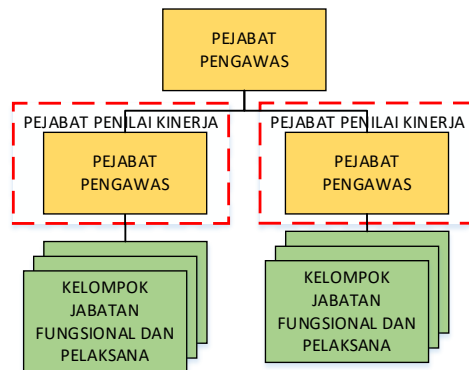 PEJABAT
PENGAWAS
PEJABAT PENILAI KINERJA
PEJABAT
PENGAWAS
KELOMPOK
JABATAN
FUNGSIONAL DAN
PELAKSANA
PEJABAT PENILAI KINERJA
PEJABAT
PENGAWAS
KELOMPOK
JABATAN
FUNGSIONAL DAN
PELAKSANA